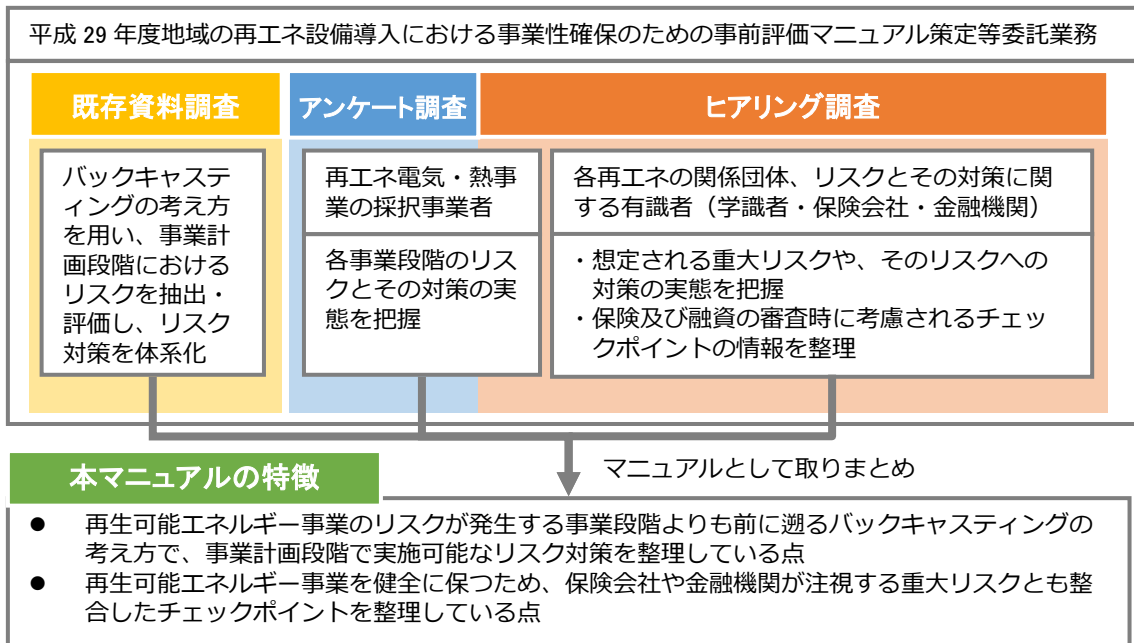 平成 29 年度地域の再エネ設備導入における事業性確保のための事前評価マニュアル策定等委託業務
既存資料調査
バックキャスティ
ィングの考え方
を用い、事業計
画段階における
リスクを抽出・
評価し、リスク
対策を体系化
アンケート調査
再エネ電気・熱事
業の採択事業者
各事業段階のリス
クとその対策の実
態を把握
ヒアリング調査
各再エネの関係団体、リスクとその対策に関
する有識者（学識者・保険会社・金融機関）
・想定される重大リスクや、そのリスクへの
対策の実態を把握
・保険及び融資の審査時に考慮されるチェッ
クポイントの情報を整理
マニュアルとして取りまとめ
本マニュアルの特徴
● 再生可能エネルギー事業のリスクが発生する事業段階よりも前に遡るバックキャスティングの
考え方で、事業計画段階で実施可能なリスク対策を整理している点
● 再生可能エネルギー事業を健全に保つため、保険会社や金融機関が注視する重大リスクとも整
合したチェックポイントを整理している点